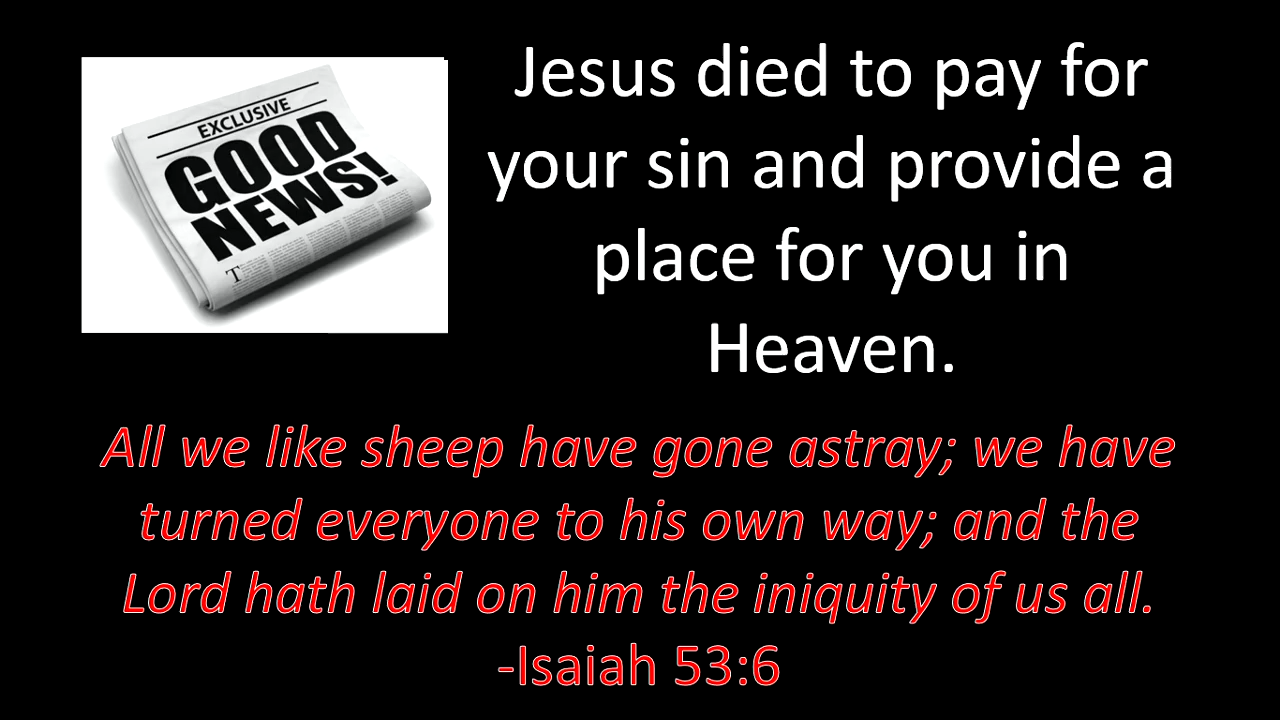 EXCLUSIVE
GOOD
NEWS!
Jesus died to pay for
your sin and provide a
place for you in
Heaven.
All we like sheep have gone astray; we have
turned everyone to his own way; and the
Lord hath laid on him the iniquity of us all.
-Isaiah 53:6